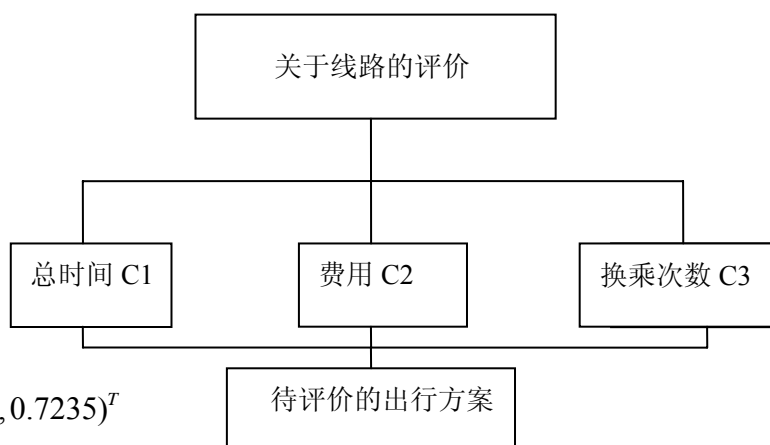 关于线路的评价
总时间 C1
费用 C2
换乘次数 C3
待评价的出行方案
,0.7235)^T